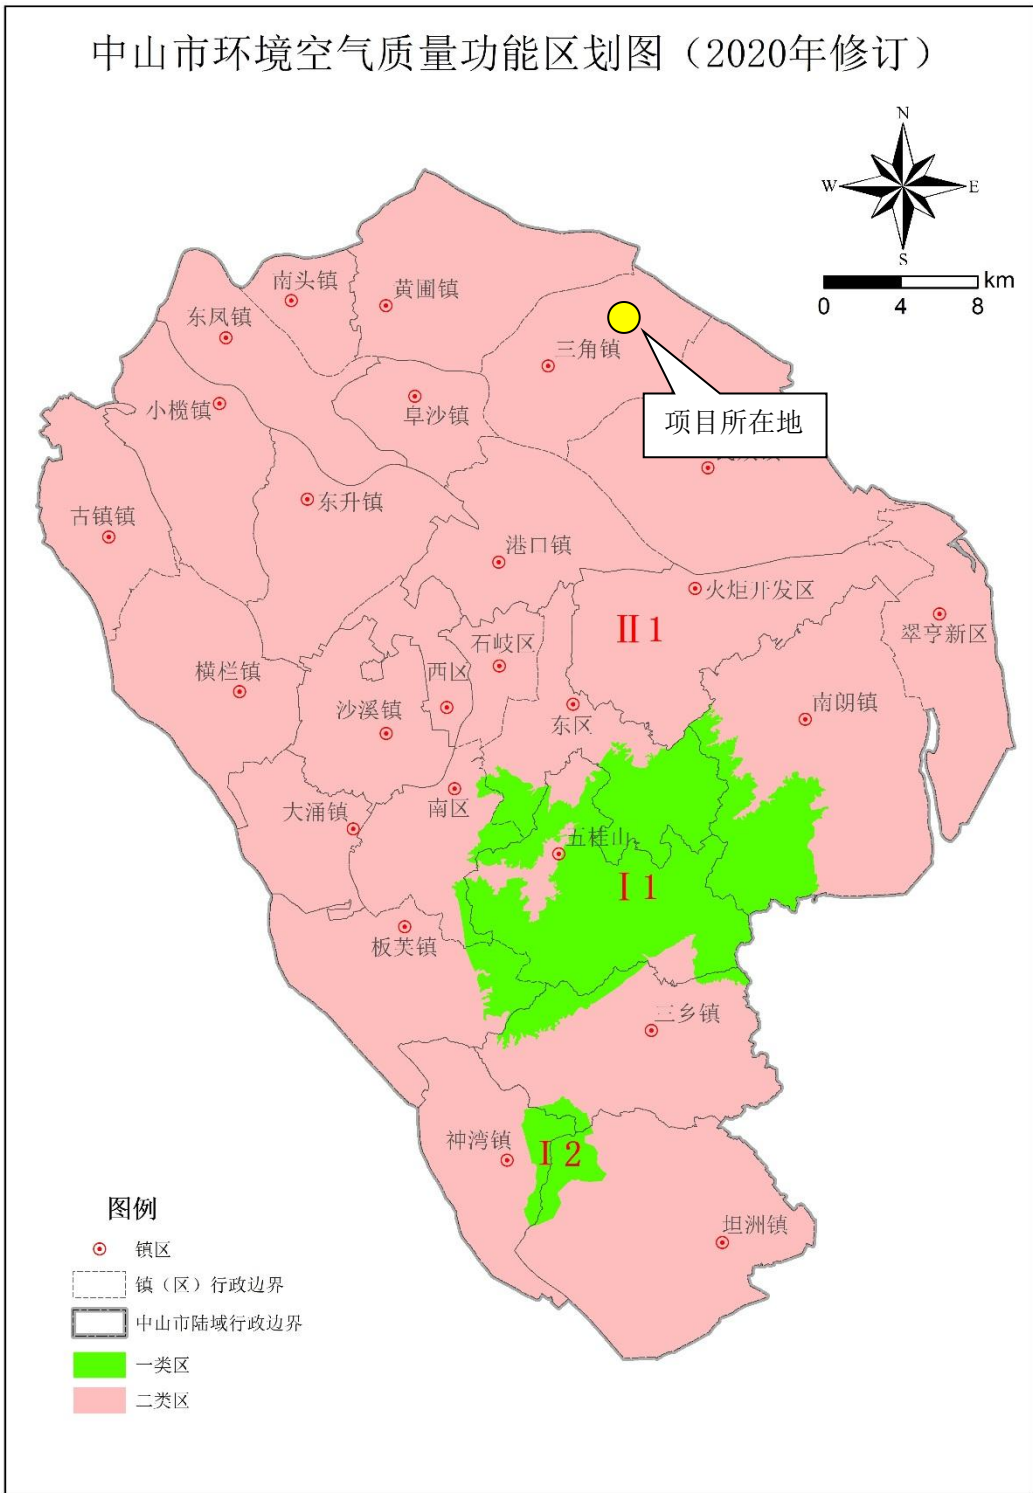 中山市环境空气质量功能区划图（2020年修订）
N
W
E
S
km
0
4
8
南头镇
黄圃镇
东凤镇
三角镇
小榄镇
阜沙镇
项目所在地
东升镇
古镇镇
港口镇
火炬开发区
Ⅱ1
翠亨新区
石岐区
西区
横栏镇
沙溪镇
东区
南朗镇
南区
大涌镇
五桂山
Ⅰ1
板芙镇
三乡镇
神湾镇
Ⅰ2
坦洲镇
图例
镇区
镇（区）行政边界
中山市陆域行政边界
一类区
二类区